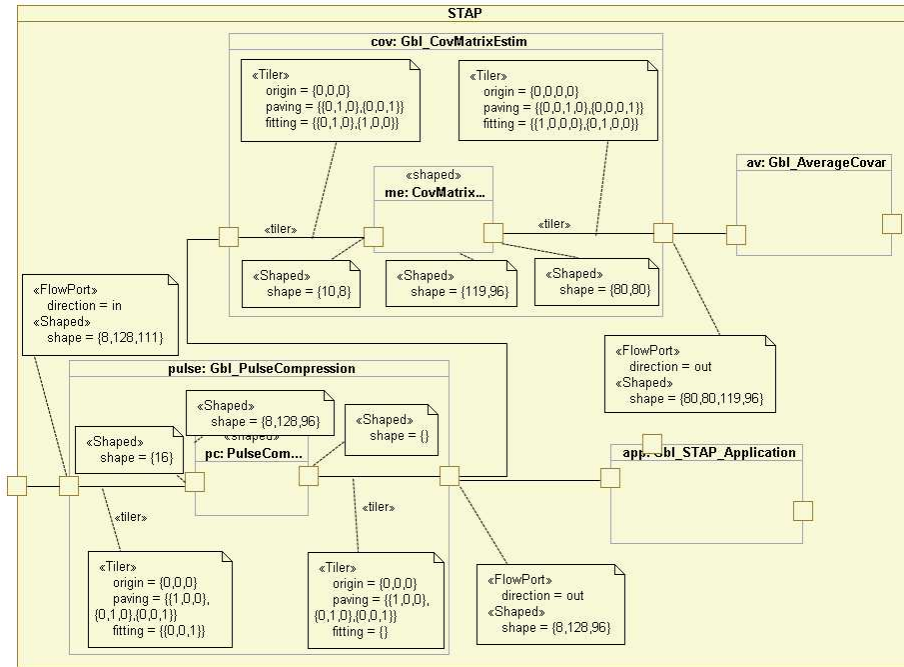 STAP
cov: Gbl_CovMatrixEstim
«Tiler»
origin = {0,0,0}
paving = {{0,1,0},{0,0,1}}
fitting = {{0,1,0},{1,0,0}}
«Tiler»
origin = {0,0,0,0}
paving = {{0,0,1,0},{0,0,0,1}}
fitting = {{1,0,0,0},{0,1,0,0}}
«shaped»
me: CovMatrix...
av: Gbl_AverageCovar
«tiler»
«tiler»
«Shaped»
shape = {10,8}
«Shaped»
shape = {119,96}
«Shaped»
shape = {80,80}
«FlowPort»
direction = in
«Shaped»
shape = {8,128,111}
«FlowPort»
direction = out
«Shaped»
shape = {80,80,119,96}
pulse: Gbl_PulseCompression
«Shaped»
shape = {8,128,96}
«Shaped»
shape = {}
«Shaped»
shape = {16}
«shaped»
pc: PulseCom...
app: Gbl_STAP_Application
«tiler»
«tiler»
«Tiler»
origin = {0,0,0}
paving = {{1,0,0},
{0,1,0},{0,0,1}}
fitting = {{0,0,1}}
«Tiler»
origin = {0,0,0}
paving = {{1,0,0},
{0,1,0},{0,0,1}}
fitting = {}
«FlowPort»
direction = out
«Shaped»
shape = {8,128,96}